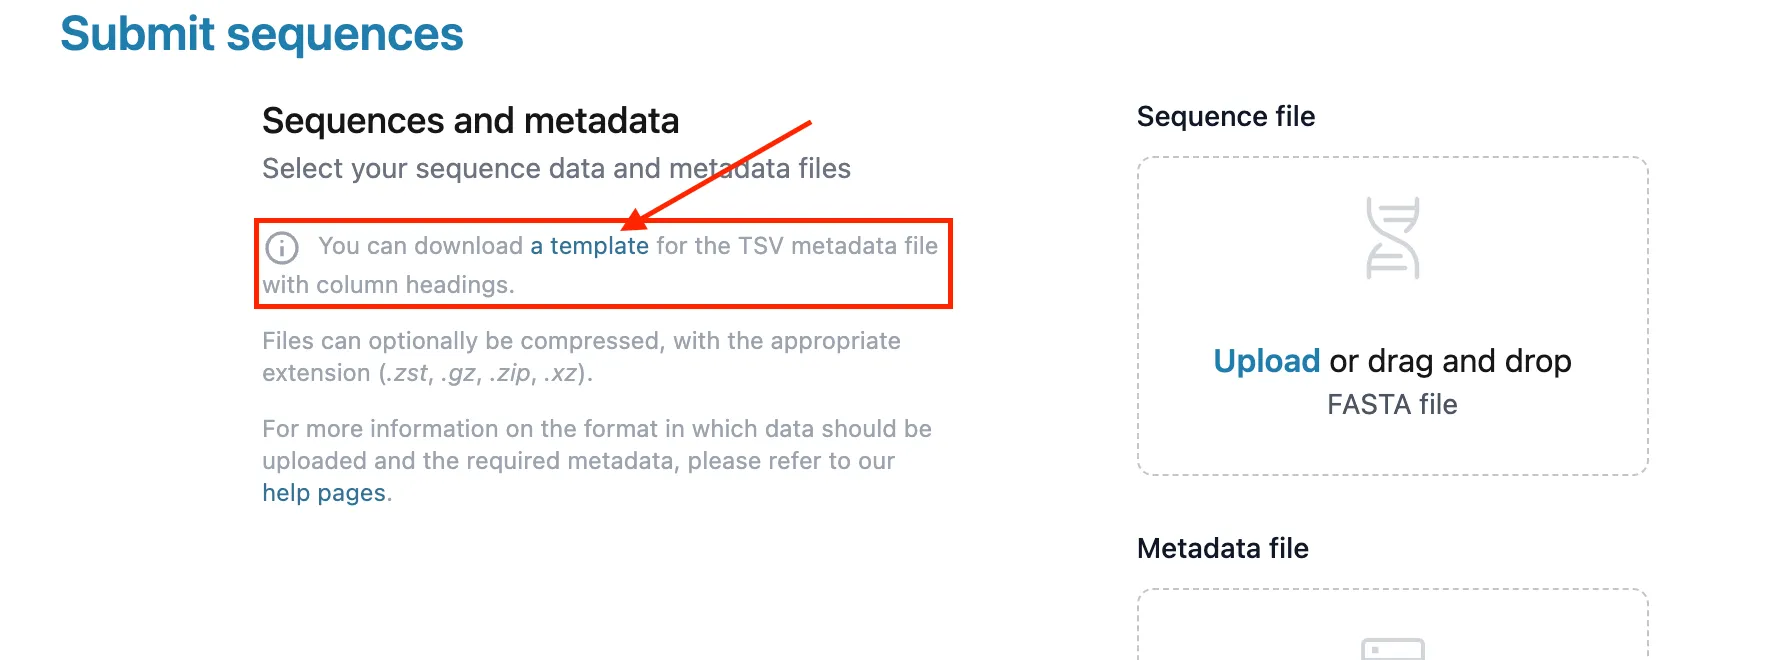 Submit sequences
Sequences and metadata
Select your sequence data and metadata files
You can download a template for the TSV metadata file
with column headings.
Files can optionally be compressed, with the appropriate
extension (.zst, .gz, .zip, .xz).
For more information on the format in which data should be
uploaded and the required metadata, please refer to our
help pages.
Sequence file
Upload or drag and drop
FASTA file
Metadata file